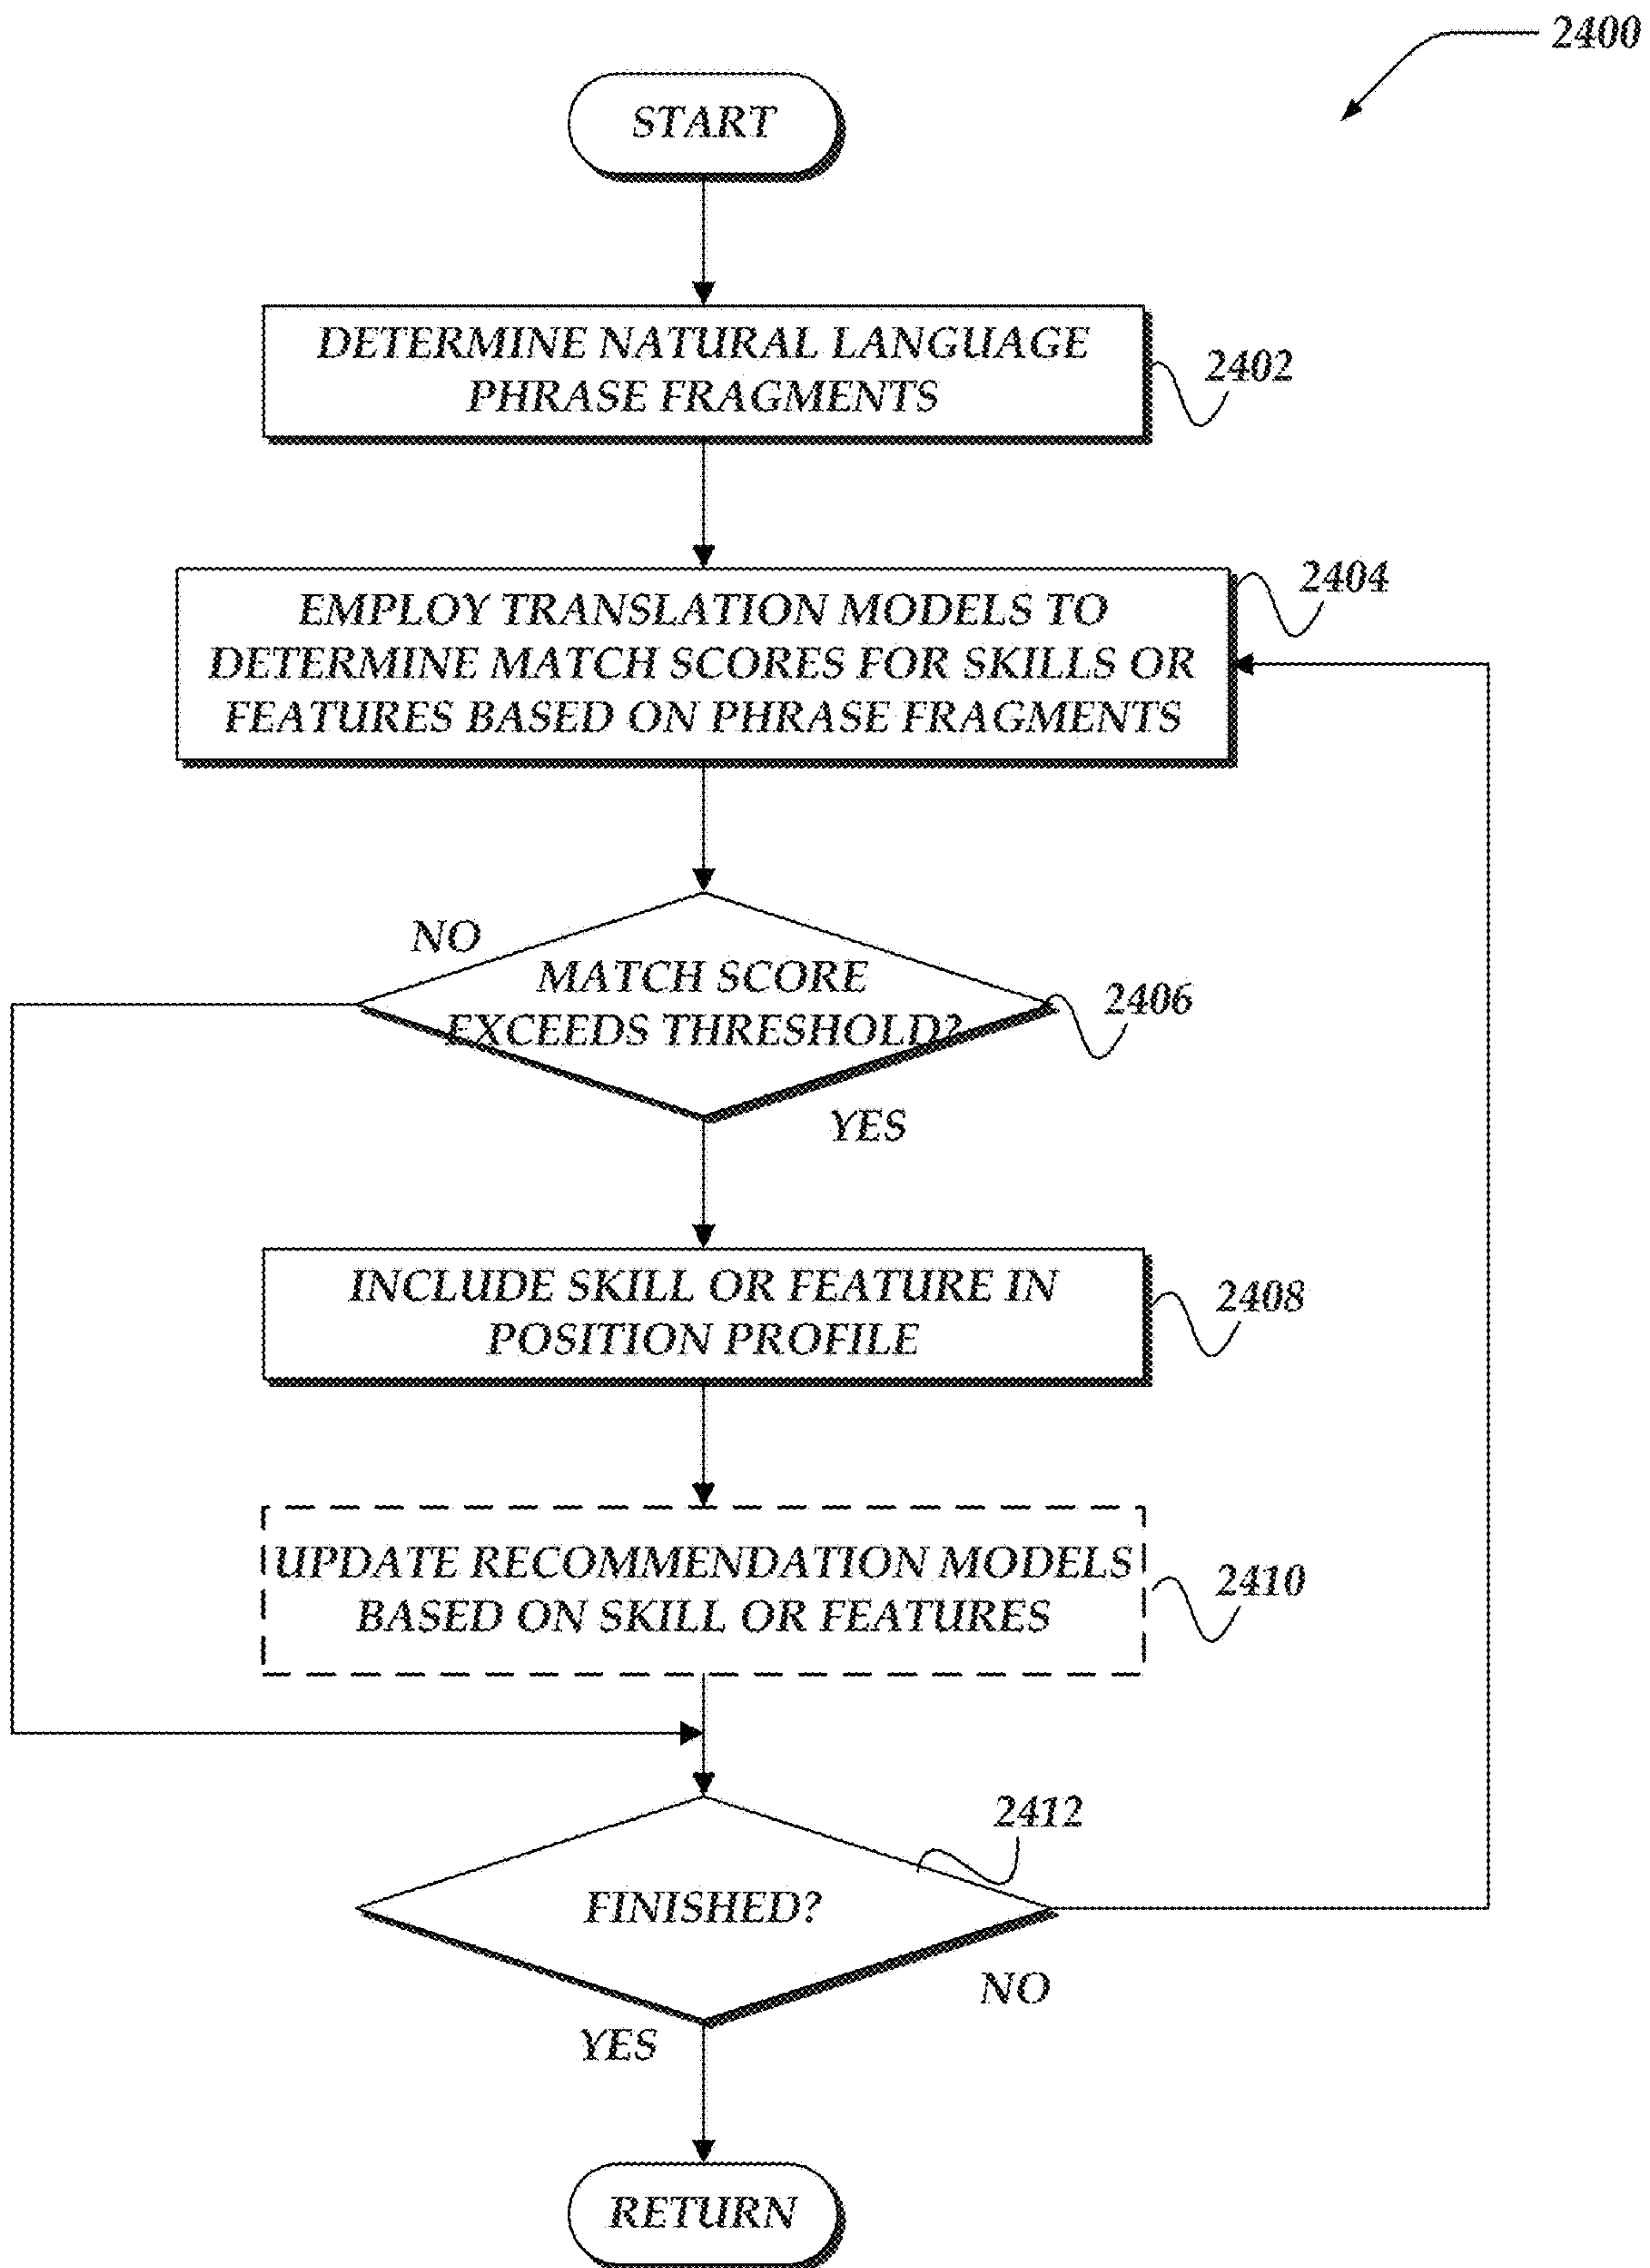 2400
START
DETERMINE NATURAL LANGUAGE
PHRASE FRAGMENTS
2402
2404
EMPLOY TRANSLATION MODELS TO
DETERMINE MATCH SCORES FOR SKILLS OR
FEATURES BASED ON PHRASE FRAGMENTS
NO
MATCH SCORE
EXCEEDS THRESHOLD?
2406
YES
INCLUDE SKILL OR FEATURE IN
POSITION PROFILE
2408
UPDATE RECOMMENDATION MODELS
BASED ON SKILL OR FEATURES
2410
2412
FINISHED?
NO
YES
RETURN